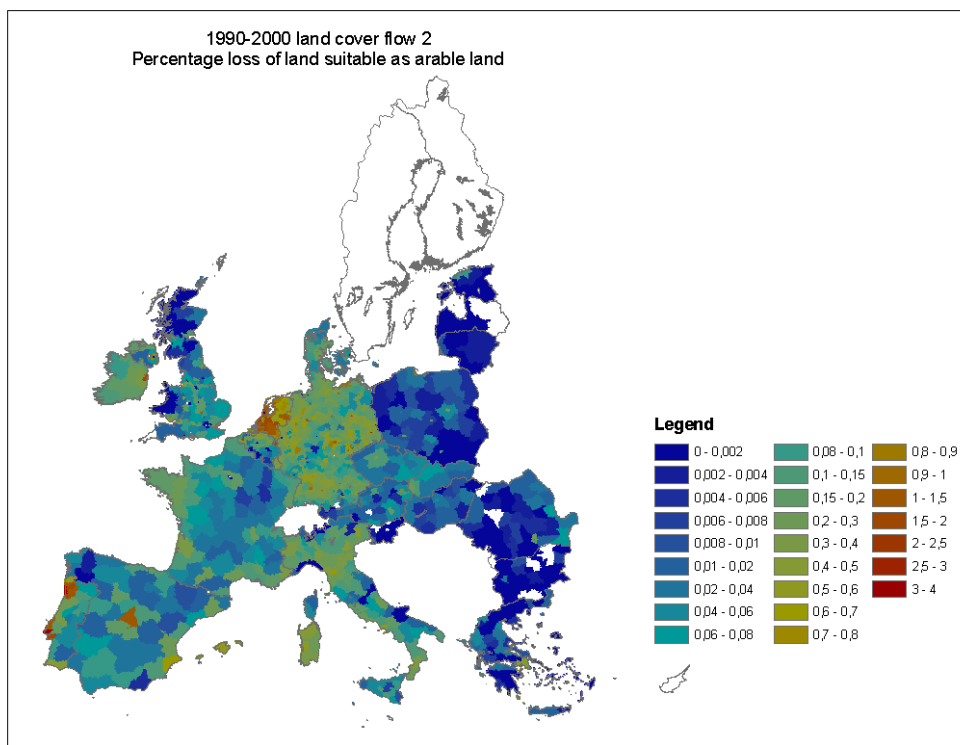 1990-2000 land cover flow 2
Percentage loss of land suitable as arable land
Legend
0 - 0,002
0,002 - 0,004
0,004 - 0,006
0,006 - 0,008
0,008 - 0,01
0,01 - 0,02
0,02 - 0,04
0,04 - 0,06
0,06 - 0,08
0,08 - 0,1
0,1 - 0,15
0,15 - 0,2
0,2 - 0,3
0,3 - 0,4
0,4 - 0,5
0,5 - 0,6
0,6 - 0,7
0,7 - 0,8
0,8 - 0,9
0,9 - 1
1 - 1,5
1,5 - 2
2 - 2,5
2,5 - 3
3 - 4